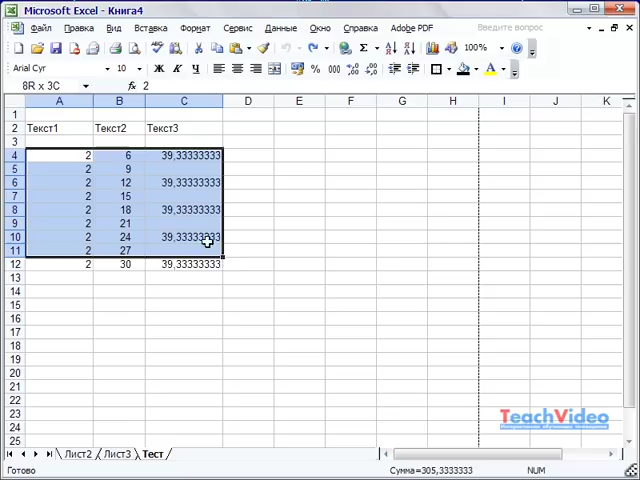 Microsoft Excel - Книга4
Файл Правка Вид Вставка Формат Сервис Данные Окно Справка Adobe PDF Введите вопрос
100%
Arial Cyr 10 Ж К Ч % 000
8R x 3C fx 2
A B C D E F G H I J K
1
2 Текст1 Текст2 Текст3
3
4 2 6 39,33333333
5 2 9
6 2 12 39,33333333
7 2 15
8 2 18 39,33333333
9 2 21
10 2 24 39,33333333
11 2 27
12 2 30 39,33333333
13
14
15
16
17
18
19
20
21
22
23
24
25
TeachVideo
Лист2 Лист3 Тест
Готово Сумма=305,3333333 NUM